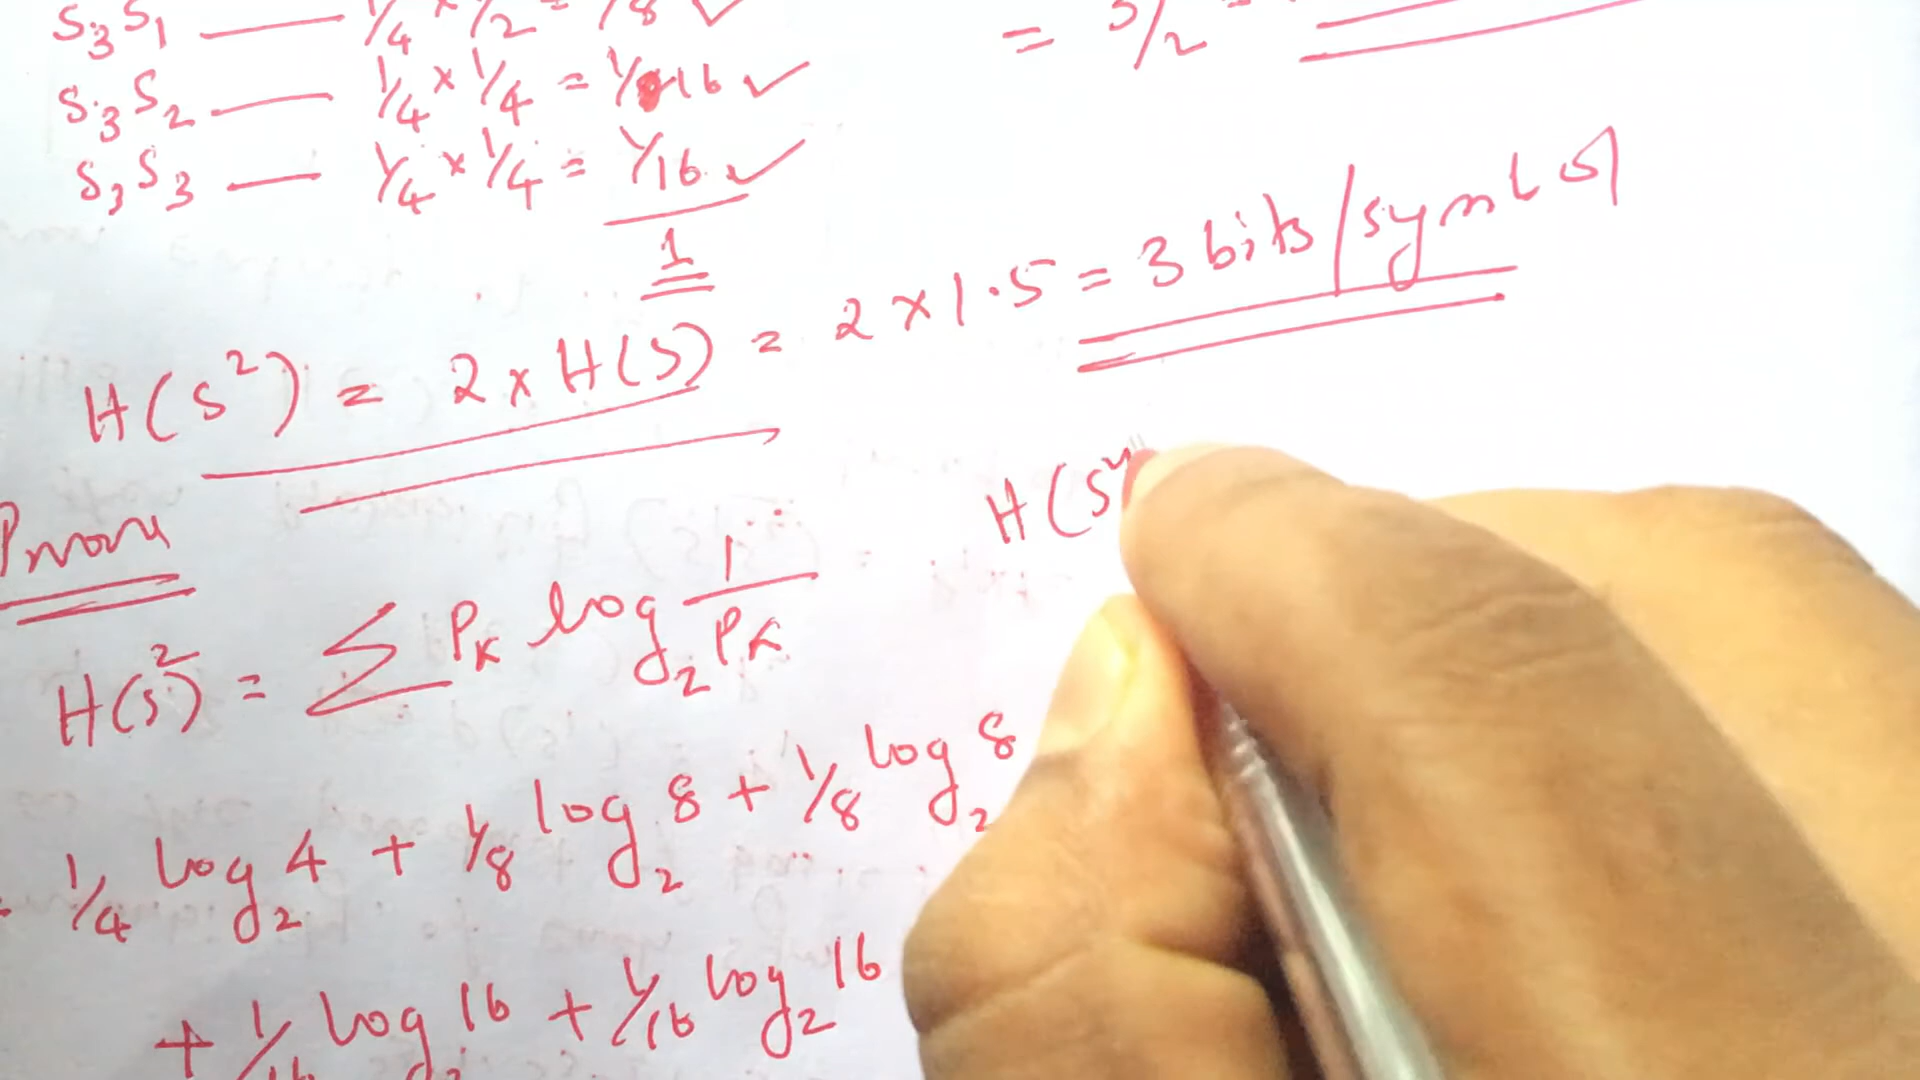 S3S1 — 1/4 × 1/2 = 1/8 ✓
= 3/2
S3S2 — 1/4 × 1/4 = 1/16 ✓
S3S3 — 1/4 × 1/4 = 1/16 ✓
1
H(S²) = 2 × H(S) = 2 × 1.5 = 3 bits/symbol
H(S
H(S²) = ∑ PK log2 1/PK
1/4 log2 4 + 1/8 log2 8 + 1/8 log2 8
+ 1/16 log2 16 + 1/16 log2 16